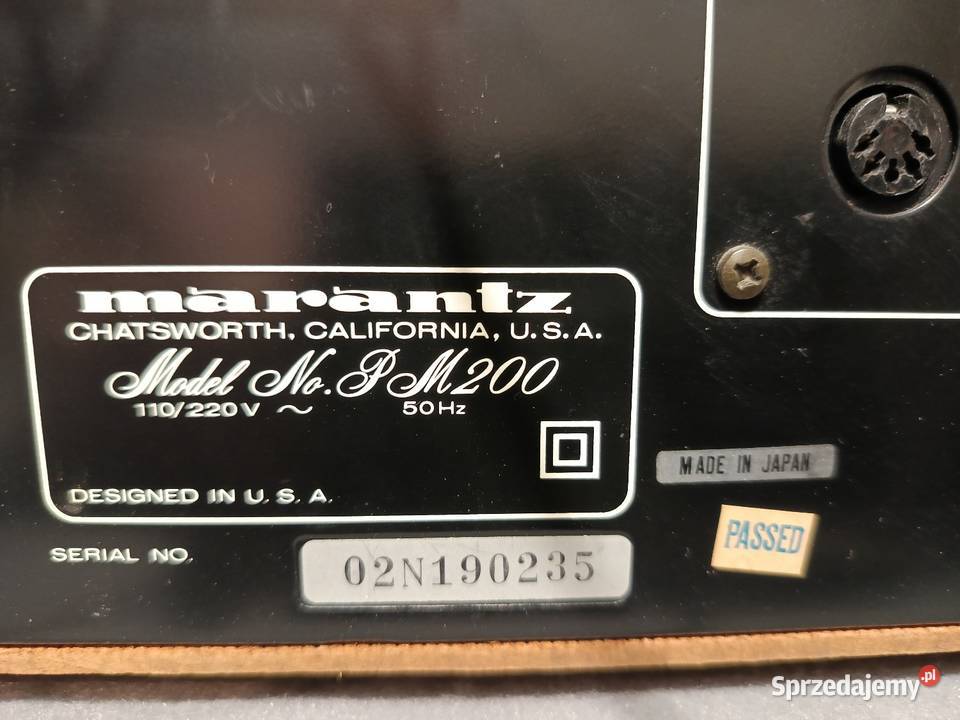 marantz
CHATSWORTH, CALIFORNIA, U.S.A.
Model No. PM200
110/220V ~ 50Hz
DESIGNED IN U.S.A.
MADE IN JAPAN
PASSED
SERIAL NO. 02N190235
Sprzedajemy.pl